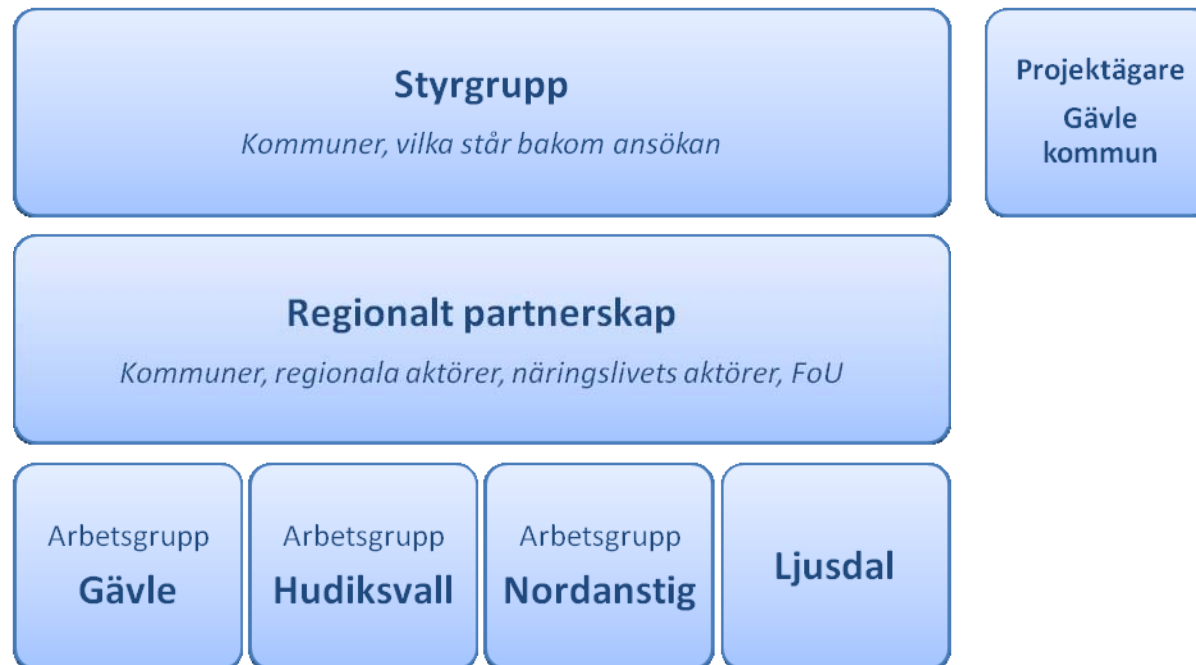 Styrgrupp
Kommuner, vilka står bakom ansökan
Projektägare
Gävle
kommun
Regionalt partnerskap
Kommuner, regionala aktörer, näringslivets aktörer, FoU
Arbetsgrupp
Gävle
Arbetsgrupp
Hudiksvall
Arbetsgrupp
Nordanstig
Ljusdal